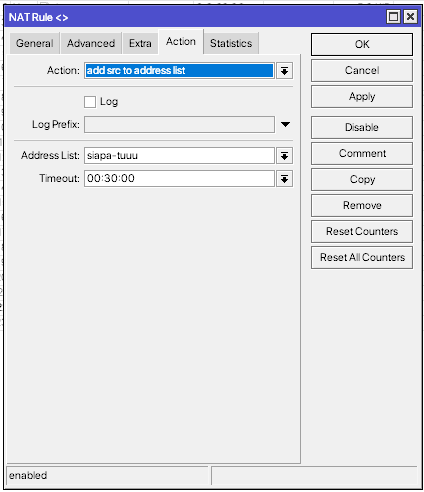 NAT Rule <>
General Advanced Extra Action Statistics
OK
Action: add src to address list
Cancel
Log
Apply
Log Prefix:
Disable
Address List: siapa-tuuu
Comment
Timeout: 00:30:00
Copy
Remove
Reset Counters
Reset All Counters
enabled